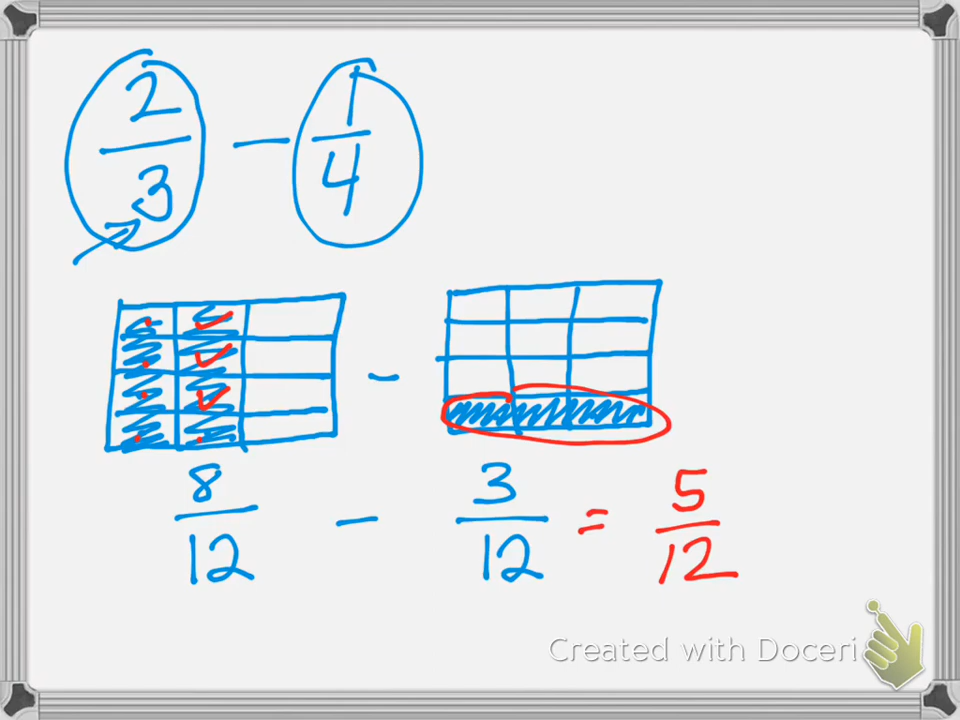 2/3 - 1/4
-
8/12 - 3/12 = 5/12
Created with Doceri